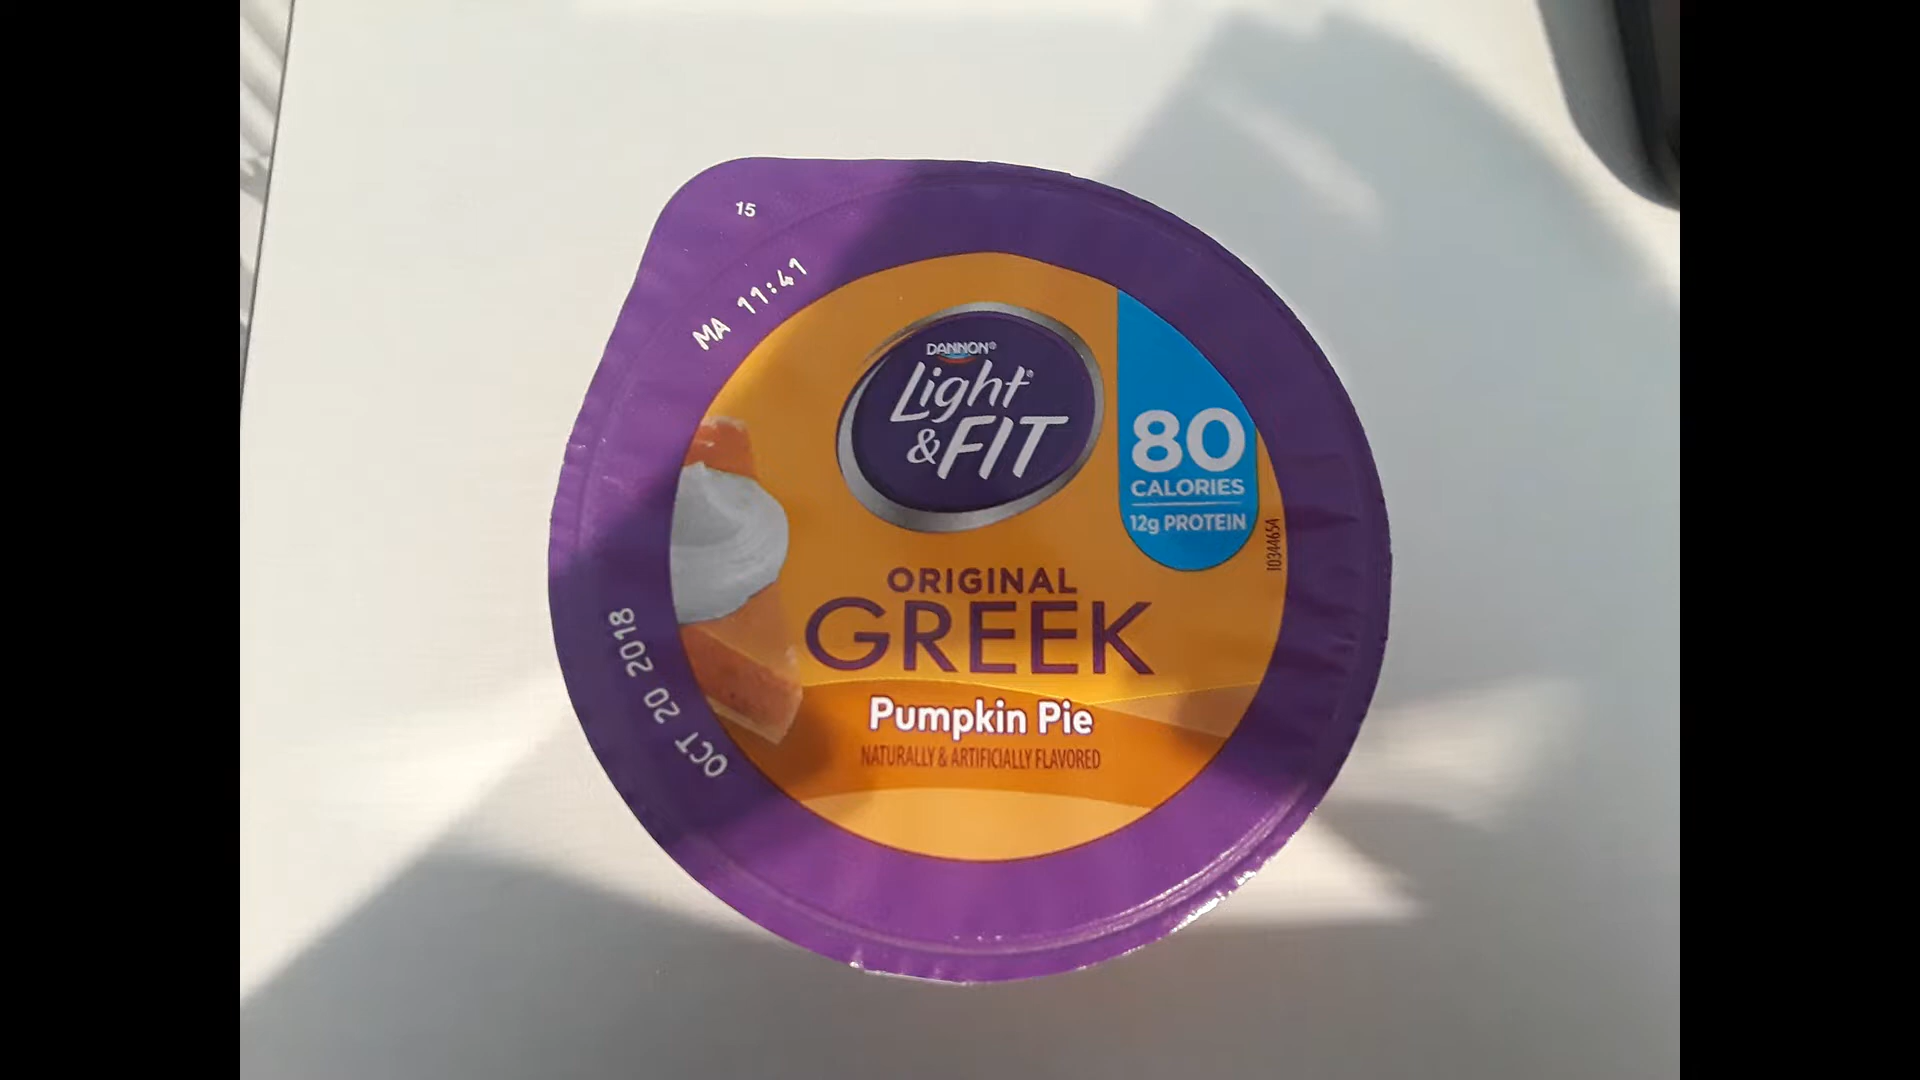 15
MA 11:41
DANNON®
Light®
&FIT
80
CALORIES
12g PROTEIN
10344654
ORIGINAL
GREEK
Pumpkin Pie
NATURALLY & ARTIFICIALLY FLAVORED
OCT 20 2018